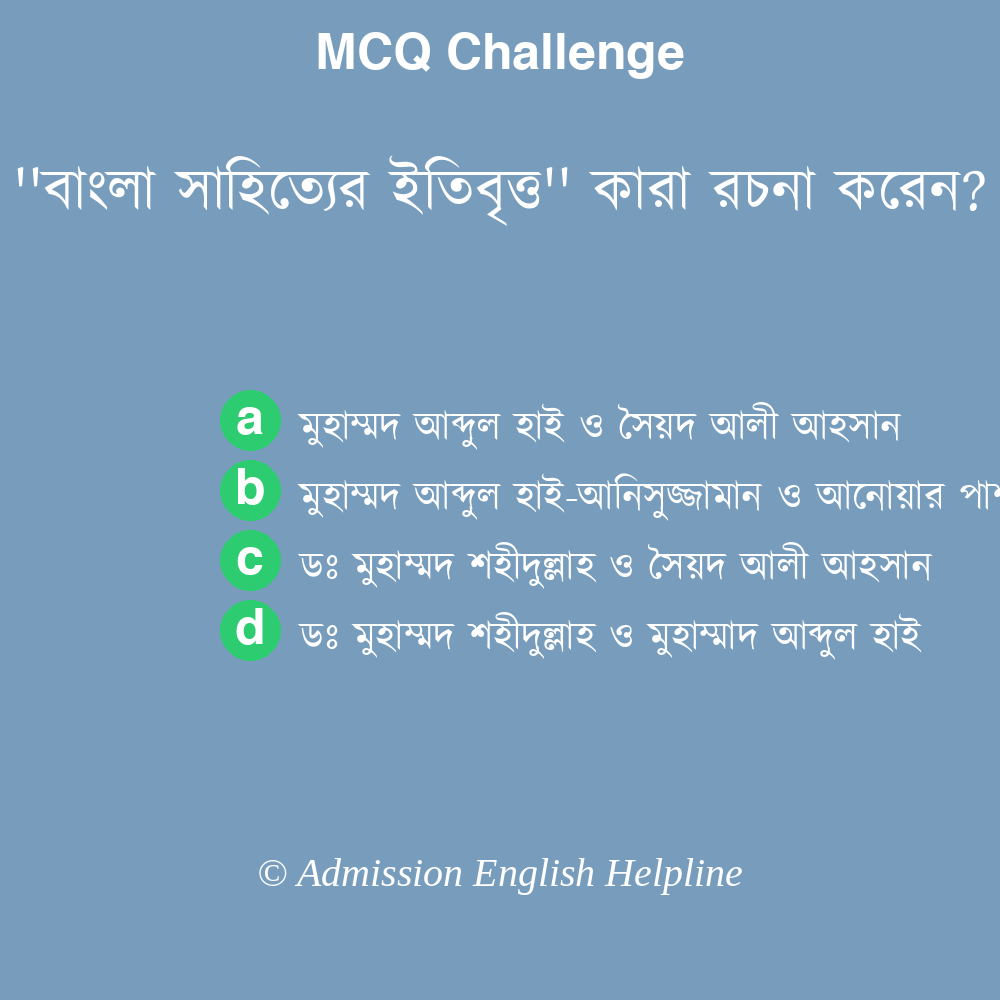 MCQ Challenge
"বাংলা সাহিত্যের ইতিবৃত্ত" কারা রচনা করেন?
a মুহাম্মদ আব্দুল হাই ও সৈয়দ আলী আহসান
b মুহাম্মদ আব্দুল হাই-আনিসুজ্জামান ও আনোয়ার
c ডঃ মুহাম্মদ শহীদুল্লাহ ও সৈয়দ আলী আহসান
d ডঃ মুহাম্মদ শহীদুল্লাহ ও মুহাম্মাদ আব্দুল হাই
© Admission English Helpline